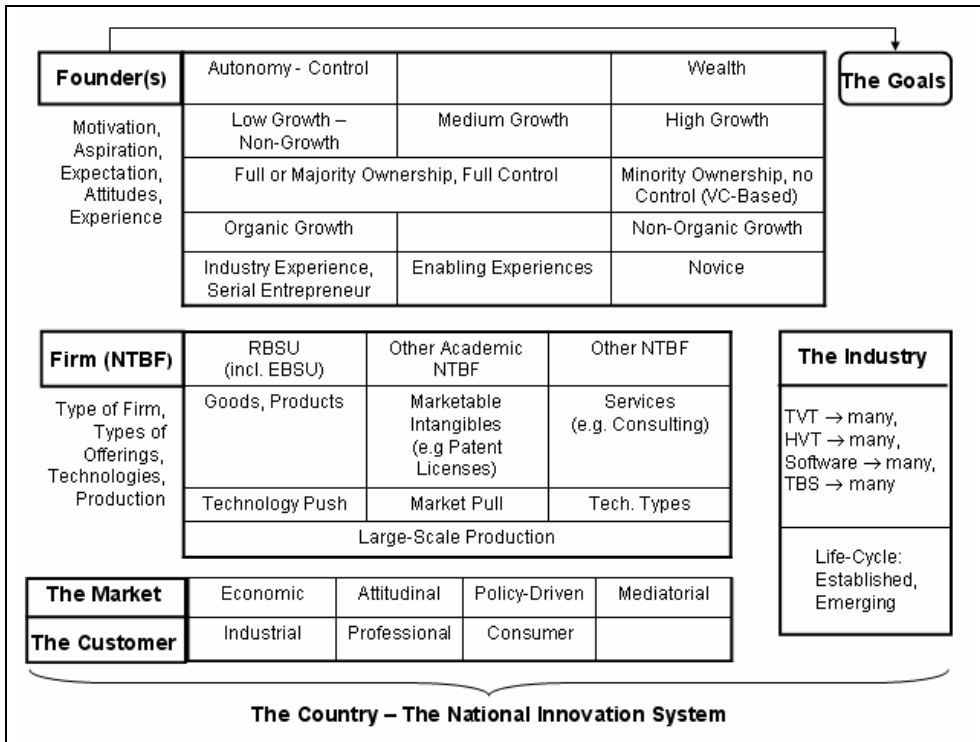 Founder(s)
Motivation,
Aspiration,
Expectation,
Attitudes,
Experience
Autonomy - Control
Wealth
Low Growth –
Non-Growth
Medium Growth
High Growth
Full or Majority Ownership, Full Control
Minority Ownership, no
Control (VC-Based)
Organic Growth
Non-Organic Growth
Industry Experience,
Serial Entrepreneur
Enabling Experiences
Novice
The Goals
Firm (NTBF)
Type of Firm,
Types of
Offerings,
Technologies,
Production
RBSU
(incl. EBSU)
Other Academic
NTBF
Other NTBF
Goods, Products
Marketable
Intangibles
(e.g Patent
Licenses)
Services
(e.g. Consulting)
Technology Push
Market Pull
Tech. Types
Large-Scale Production
The Industry
TVT → many,
HVT → many,
Software → many,
TBS → many
Life-Cycle:
Established,
Emerging
The Market
Economic
Attitudinal
Policy-Driven
Mediatorial
The Customer
Industrial
Professional
Consumer
The Country – The National Innovation System